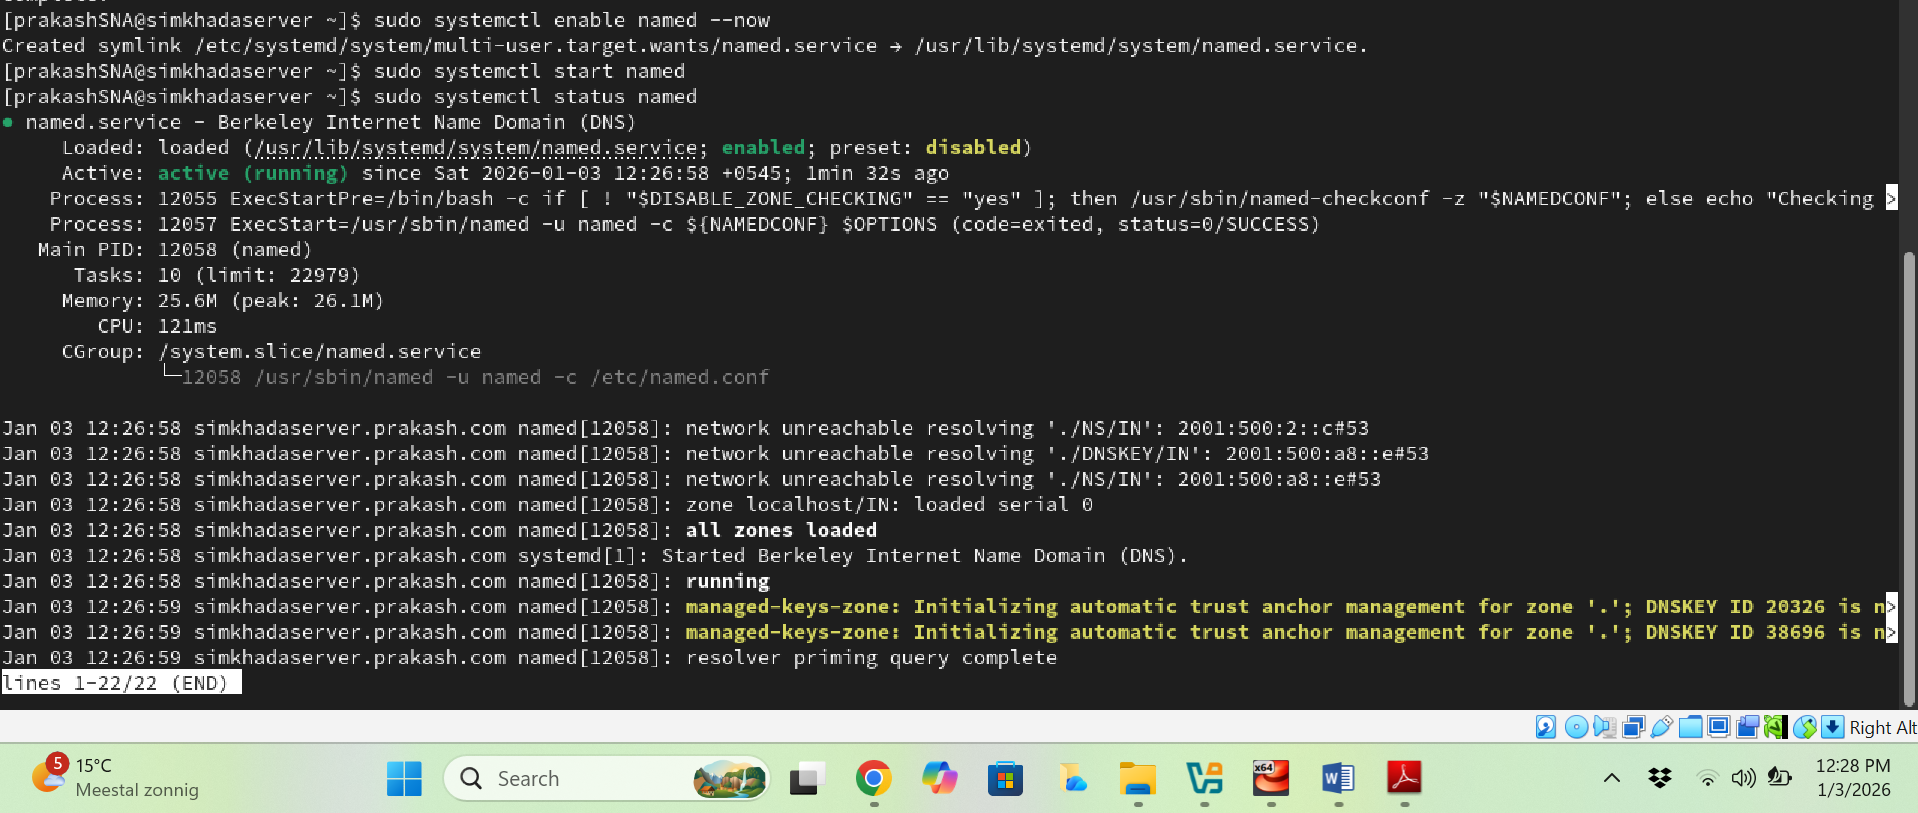 [prakashSNA@simkhadaserver ~]$ sudo systemctl enable named --now
Created symlink /etc/systemd/system/multi-user.target.wants/named.service → /usr/lib/systemd/system/named.service.
[prakashSNA@simkhadaserver ~]$ sudo systemctl start named
[prakashSNA@simkhadaserver ~]$ sudo systemctl status named
● named.service - Berkeley Internet Name Domain (DNS)
Loaded: loaded (/usr/lib/systemd/system/named.service; enabled; preset: disabled)
Active: active (running) since Sat 2026-01-03 12:26:58 +0545; 1min 32s ago
Process: 12055 ExecStartPre=/bin/bash -c if [ ! "$DISABLE_ZONE_CHECKING" == "yes" ]; then /usr/sbin/named-checkconf -z "$NAMEDCONF"; else echo "Checking >
Process: 12057 ExecStart=/usr/sbin/named -u named -c ${NAMEDCONF} $OPTIONS (code=exited, status=0/SUCCESS)
Main PID: 12058 (named)
Tasks: 10 (limit: 22979)
Memory: 25.6M (peak: 26.1M)
CPU: 121ms
CGroup: /system.slice/named.service
└─12058 /usr/sbin/named -u named -c /etc/named.conf
Jan 03 12:26:58 simkhadaserver.prakash.com named[12058]: network unreachable resolving './NS/IN': 2001:500:2::c#53
Jan 03 12:26:58 simkhadaserver.prakash.com named[12058]: network unreachable resolving './DNSKEY/IN': 2001:500:a8::e#53
Jan 03 12:26:58 simkhadaserver.prakash.com named[12058]: network unreachable resolving './NS/IN': 2001:500:a8::e#53
Jan 03 12:26:58 simkhadaserver.prakash.com named[12058]: zone localhost/IN: loaded serial 0
Jan 03 12:26:58 simkhadaserver.prakash.com named[12058]: all zones loaded
Jan 03 12:26:58 simkhadaserver.prakash.com systemd[1]: Started Berkeley Internet Name Domain (DNS).
Jan 03 12:26:58 simkhadaserver.prakash.com named[12058]: running
Jan 03 12:26:59 simkhadaserver.prakash.com named[12058]: managed-keys-zone: Initializing automatic trust anchor management for zone '.'; DNSKEY ID 20326 is n>
Jan 03 12:26:59 simkhadaserver.prakash.com named[12058]: managed-keys-zone: Initializing automatic trust anchor management for zone '.'; DNSKEY ID 38696 is n>
Jan 03 12:26:59 simkhadaserver.prakash.com named[12058]: resolver priming query complete
lines 1-22/22 (END)
Right Alt
5
15°C
Meestal zonnig
Search
x64
12:28 PM
1/3/2026